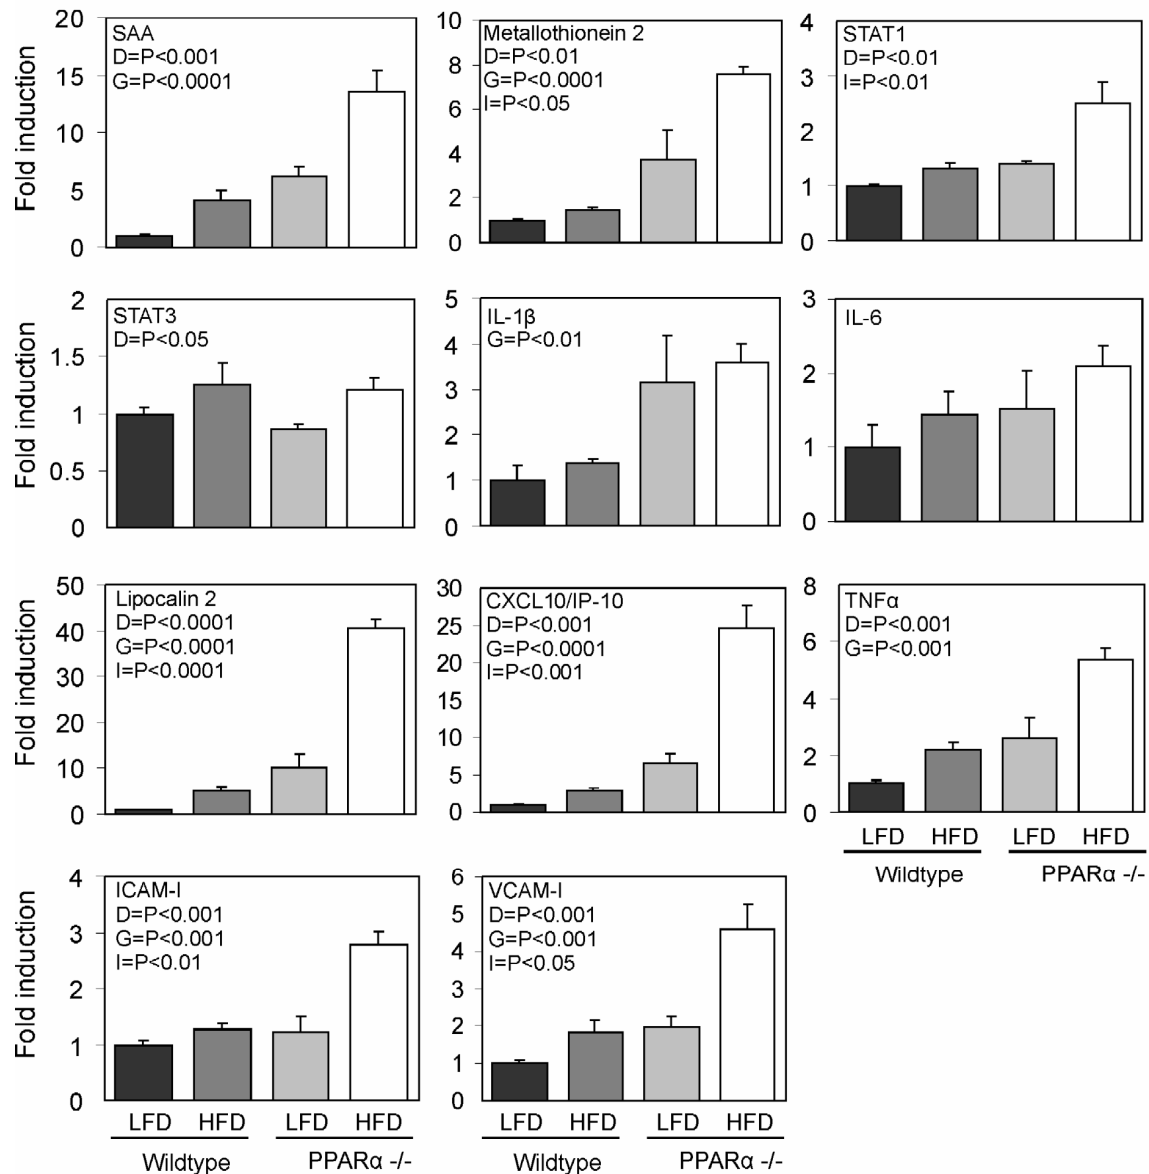 SAA
D=P<0.001
G=P<0.0001
Fold induction
20
15
10
5
0
Metallothionein 2
D=P<0.01
G=P<0.0001
I=P<0.05
10
8
6
4
2
0
STAT1
D=P<0.01
I=P<0.01
4
3
2
1
0
STAT3
D=P<0.05
Fold induction
2
1.5
1
0.5
0
IL-1β
G=P<0.01
5
4
3
2
1
0
IL-6
3
2
1
0
Lipocalin 2
D=P<0.0001
G=P<0.0001
I=P<0.0001
Fold induction
50
40
30
20
10
0
CXCL10/IP-10
D=P<0.001
G=P<0.0001
I=P<0.001
30
25
20
15
10
5
0
TNFα
D=P<0.001
G=P<0.001
8
6
4
2
0
LFD HFD LFD HFD
Wildtype PPARα -/-
ICAM-I
D=P<0.001
G=P<0.001
I=P<0.01
Fold induction
4
3
2
1
0
LFD HFD LFD HFD
Wildtype PPARα -/-
VCAM-I
D=P<0.001
G=P<0.001
I=P<0.05
6
5
4
3
2
1
0
LFD HFD LFD HFD
Wildtype PPARα -/-